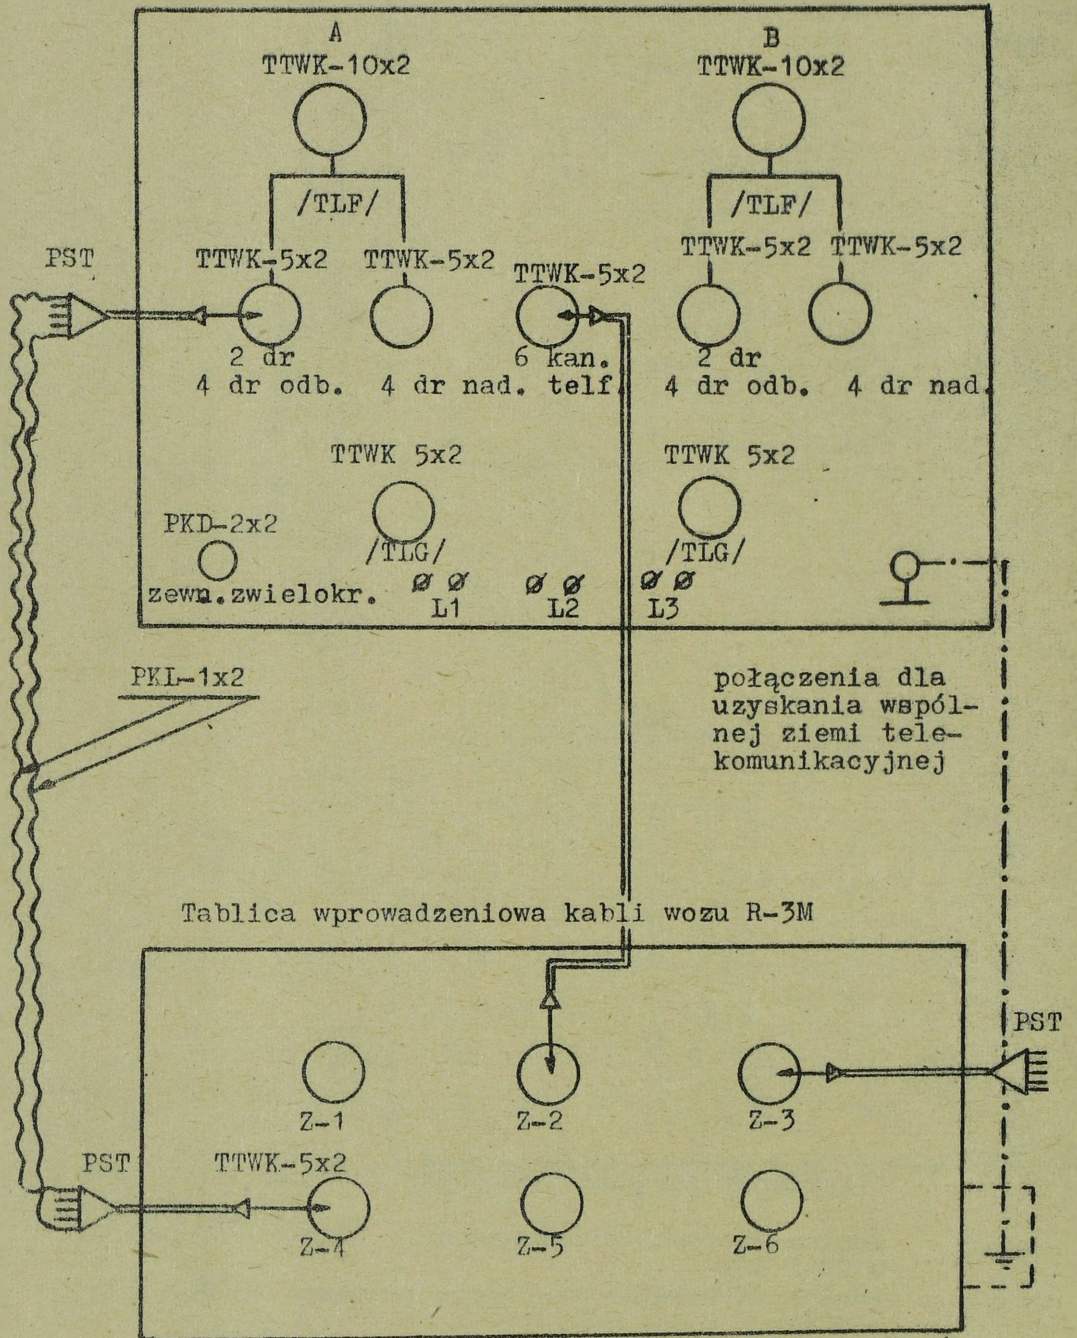 A B
TTWK-10x2 TTWK-10x2
/TLF/ /TLF/
PST TTWK-5x2 TTWK-5x2 TTWK-5x2 TTWK-5x2 TTWK-5x2
2 dr 6 kan. 2 dr
4 dr odb. 4 dr nad. telf. 4 dr odb. 4 dr nad.
TTWK 5x2 TTWK 5x2
PKD-2x2 /TLG/ /TLG/
zewn.zwielokr. L1 L2 L3
PKL-1x2
połączenia dla
uzyskania wspól-
nej ziemi tele-
komunikacyjnej
Tablica wprowadzeniowa kabli wozu R-3M
PST
Z-1 Z-2 Z-3
PST TTWK-5x2
Z-4 Z-5 Z-6